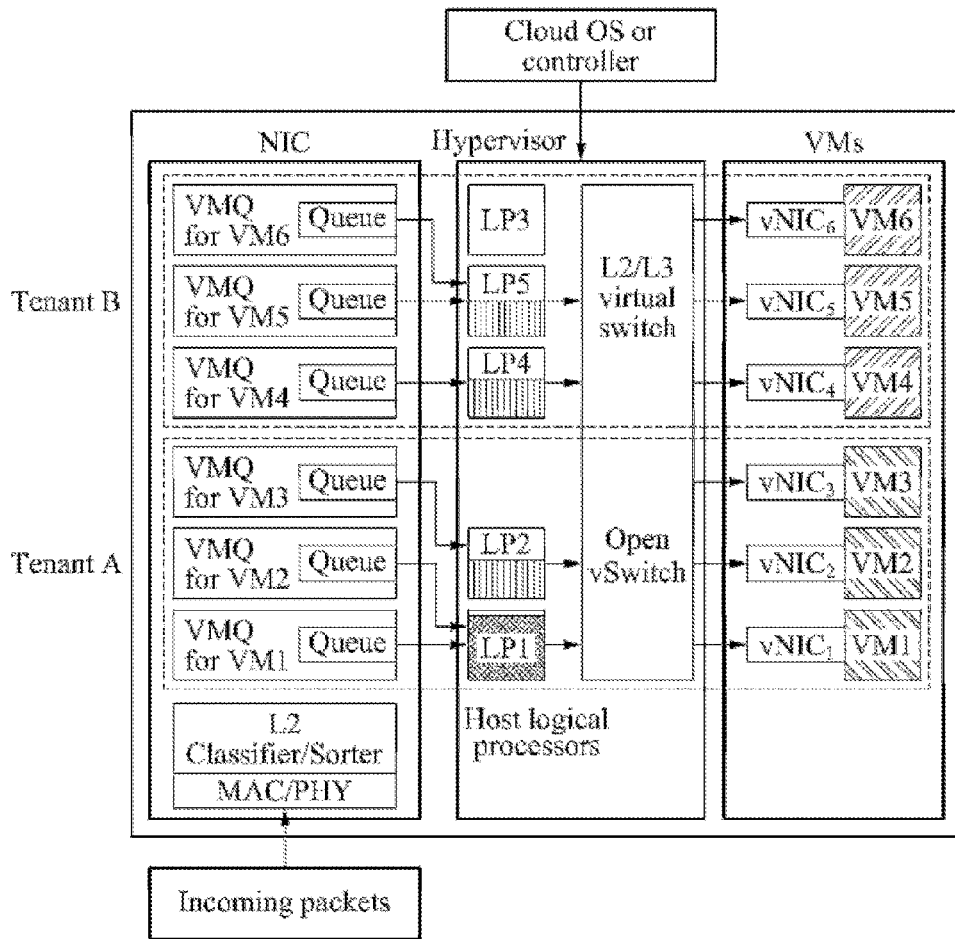 Cloud OS or
controller
NIC
Hypervisor
VMs
Tenant B
VMQ
for VM6
Queue
LP3
vNIC₆
VM6
VMQ
for VM5
Queue
LP5
L2/L3
virtual
switch
vNIC₅
VM5
VMQ
for VM4
Queue
LP4
vNIC₄
VM4
Tenant A
VMQ
for VM3
Queue
vNIC₃
VM3
VMQ
for VM2
Queue
LP2
Open
vSwitch
vNIC₂
VM2
VMQ
for VM1
Queue
LP1
vNIC₁
VM1
L2
Classifier/Sorter
MAC/PHY
Host logical
processors
Incoming packets